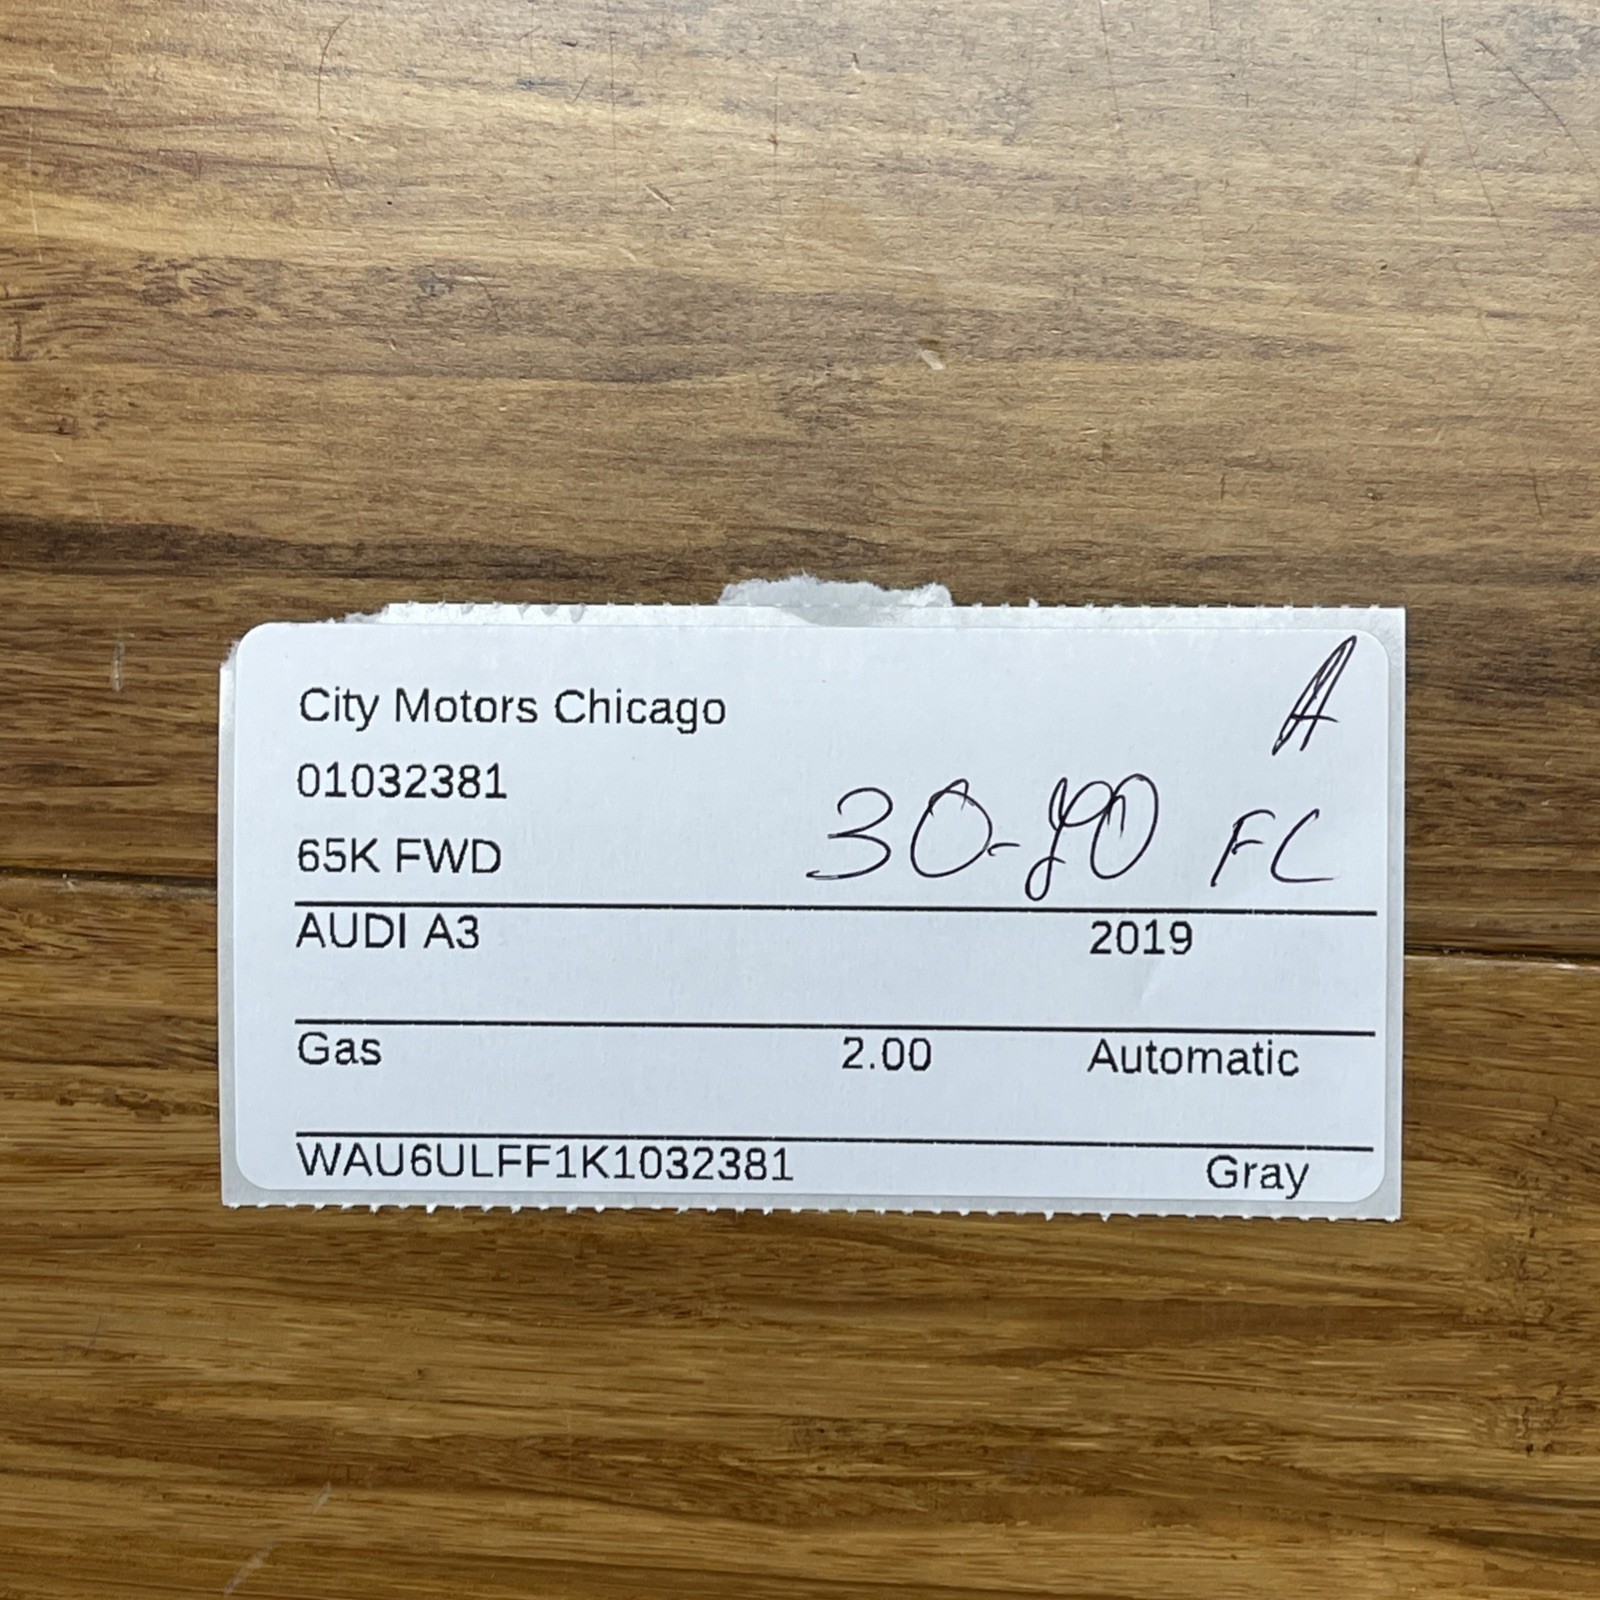 City Motors Chicago
A
01032381
65K FWD
30-80 FC
AUDI A3 2019
Gas 2.00 Automatic
WAU6ULFF1K1032381 Gray